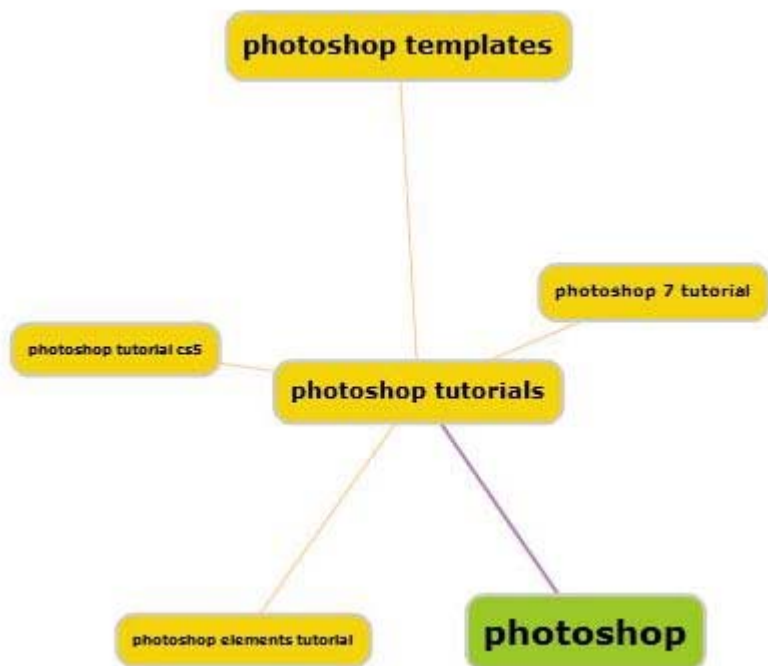 photoshop templates
photoshop 7 tutorial
photoshop tutorial cs5
photoshop tutorials
photoshop elements tutorial
photoshop